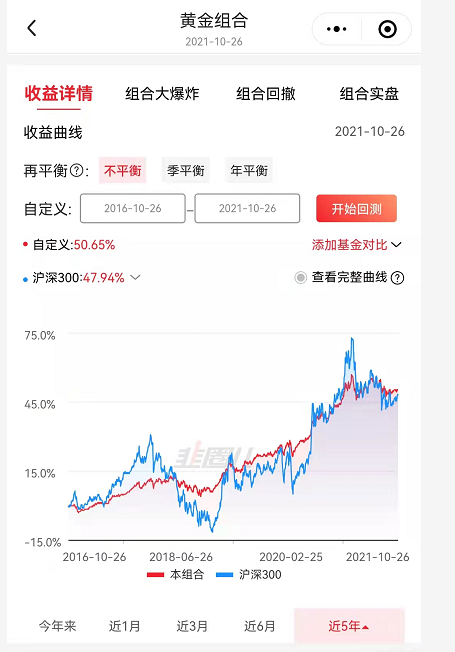 黄金组合
2021-10-26
收益详情 组合大爆炸 组合回撤 组合实盘
收益曲线 2021-10-26
再平衡?: 不平衡 季平衡 年平衡
自定义: 2016-10-26 – 2021-10-26 开始回测
自定义:50.65% 添加基金对比
沪深300:47.94% 查看完整曲线?
75.0%
45.0%
15.0%
-15.0%
2016-10-26 2018-06-26 2020-02-25 2021-10-26
本组合 沪深300
今年来 近1月 近3月 近6月 近5年